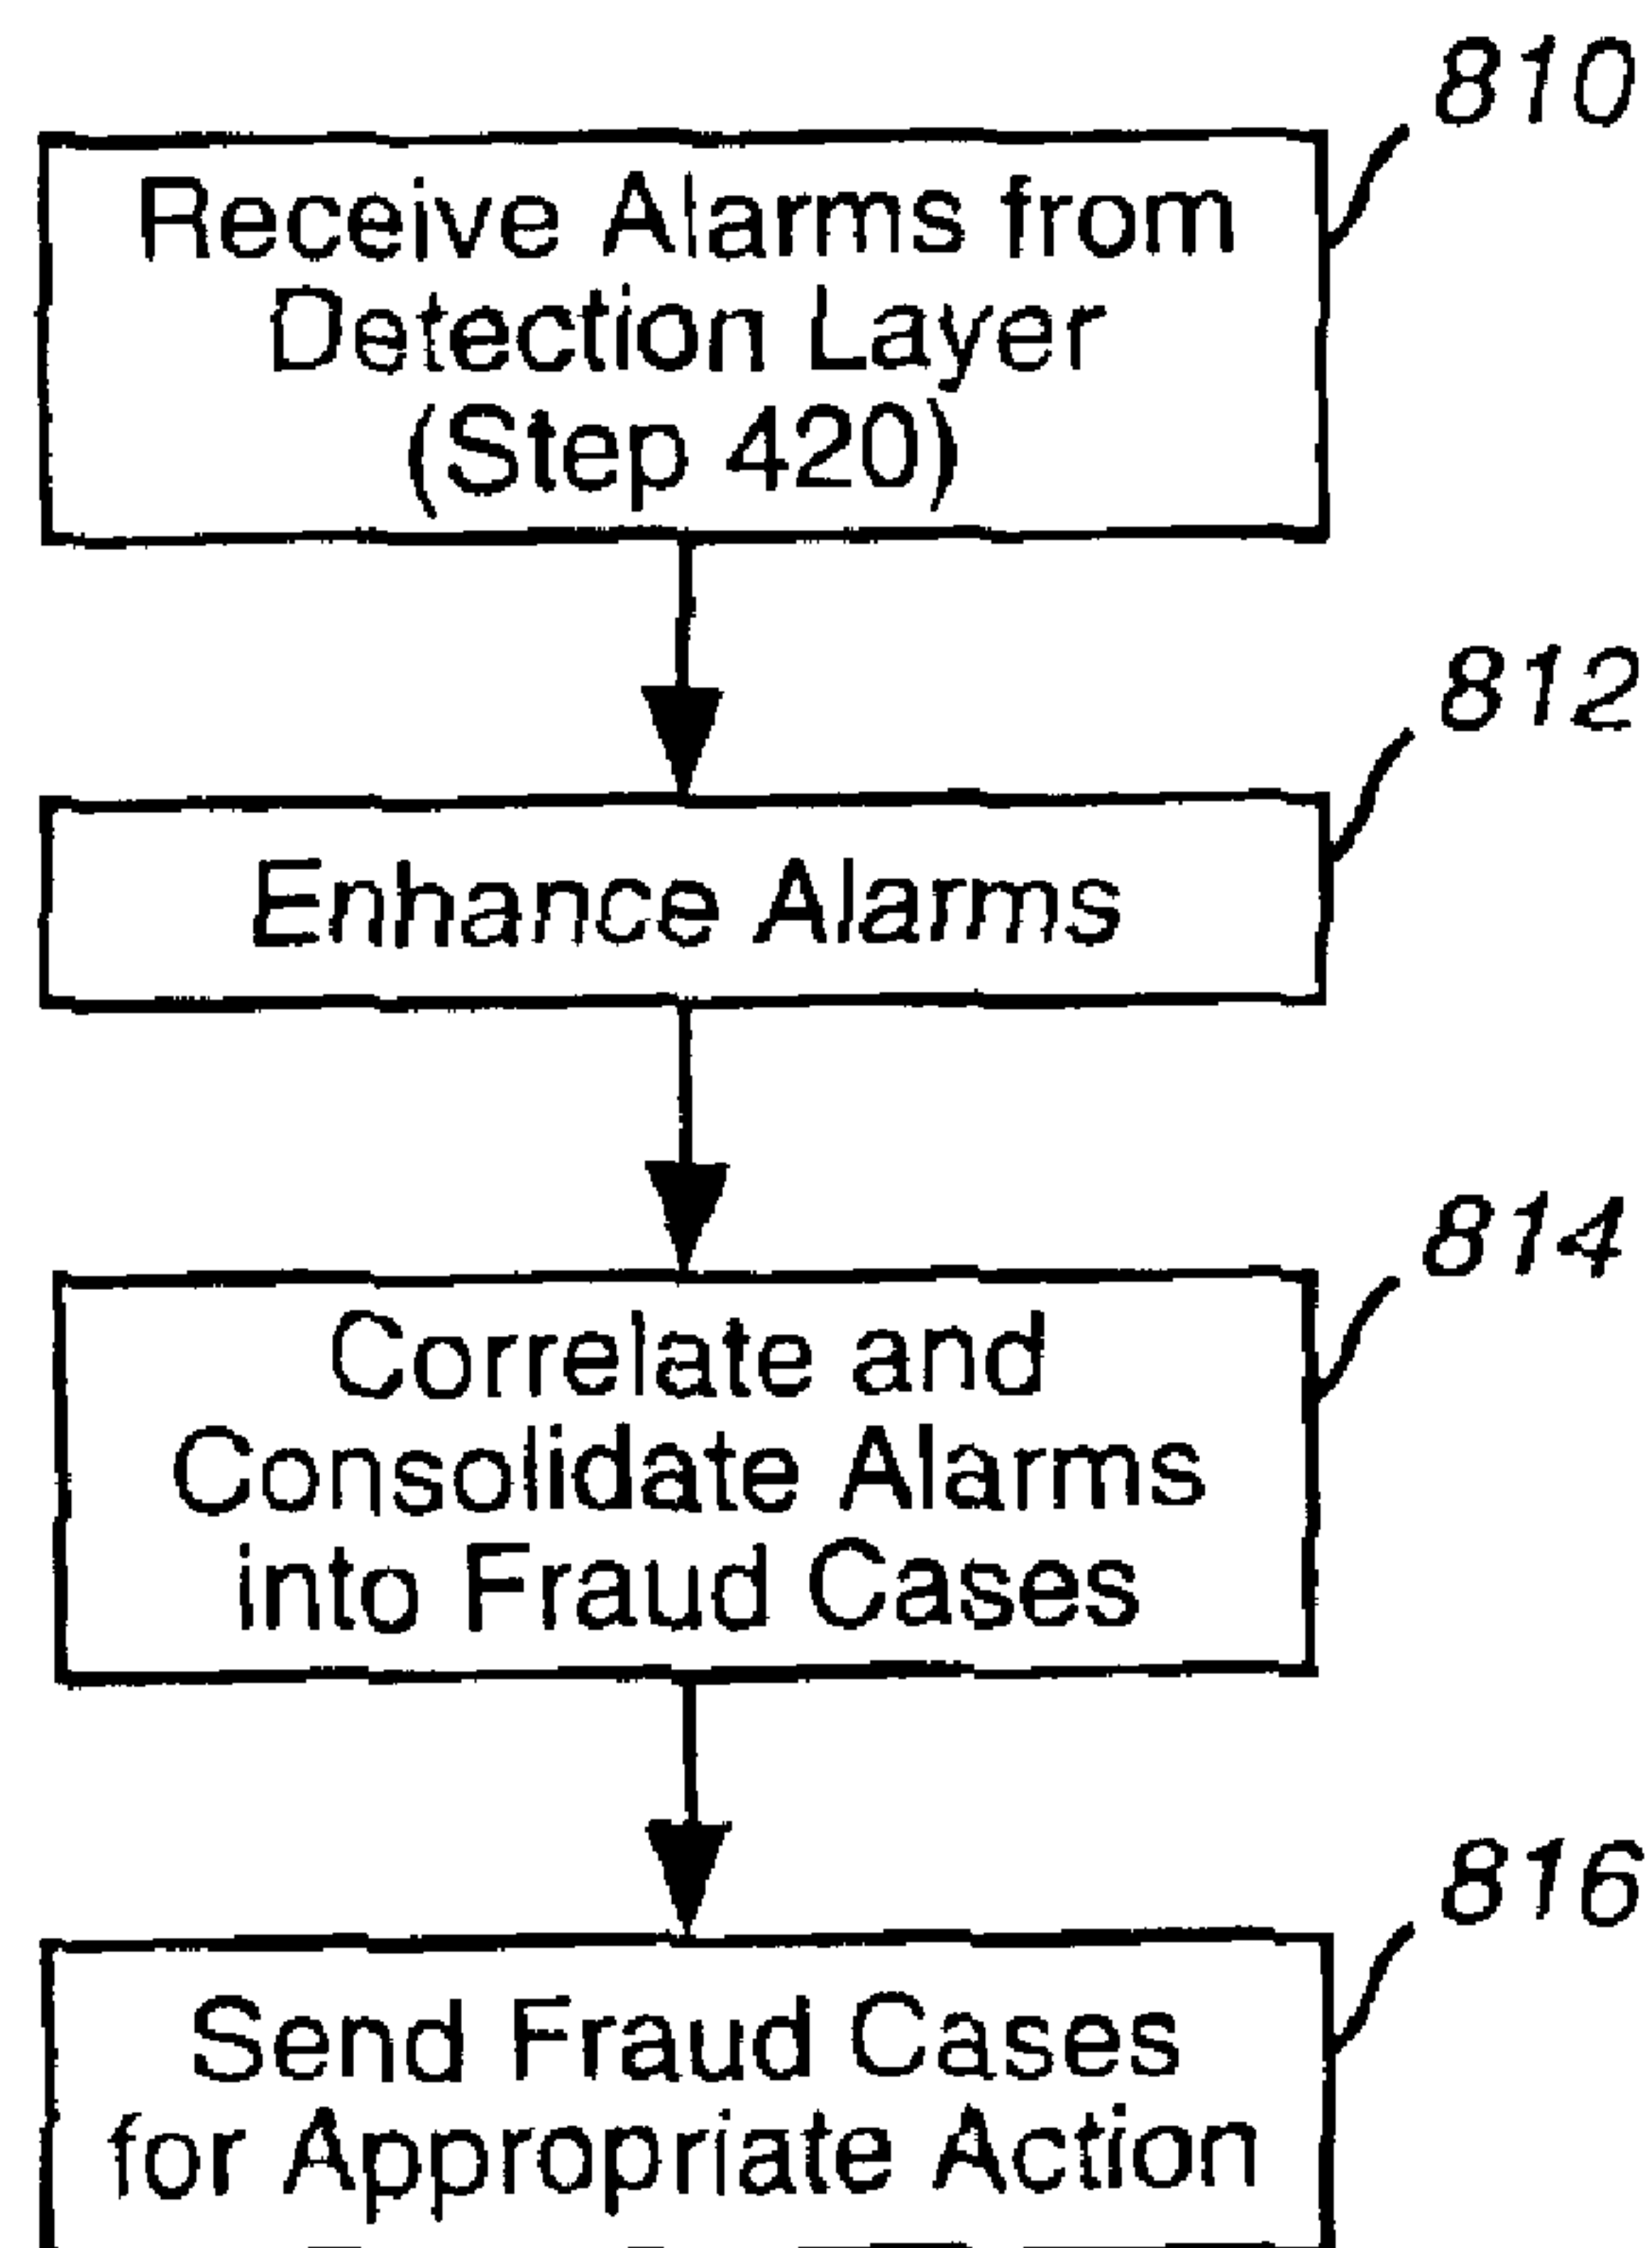 810
Receive Alarms from
Detection Layer
(Step 420)
812
Enhance Alarms
814
Correlate and
Consolidate Alarms
into Fraud Cases
816
Send Fraud Cases
for Appropriate Action